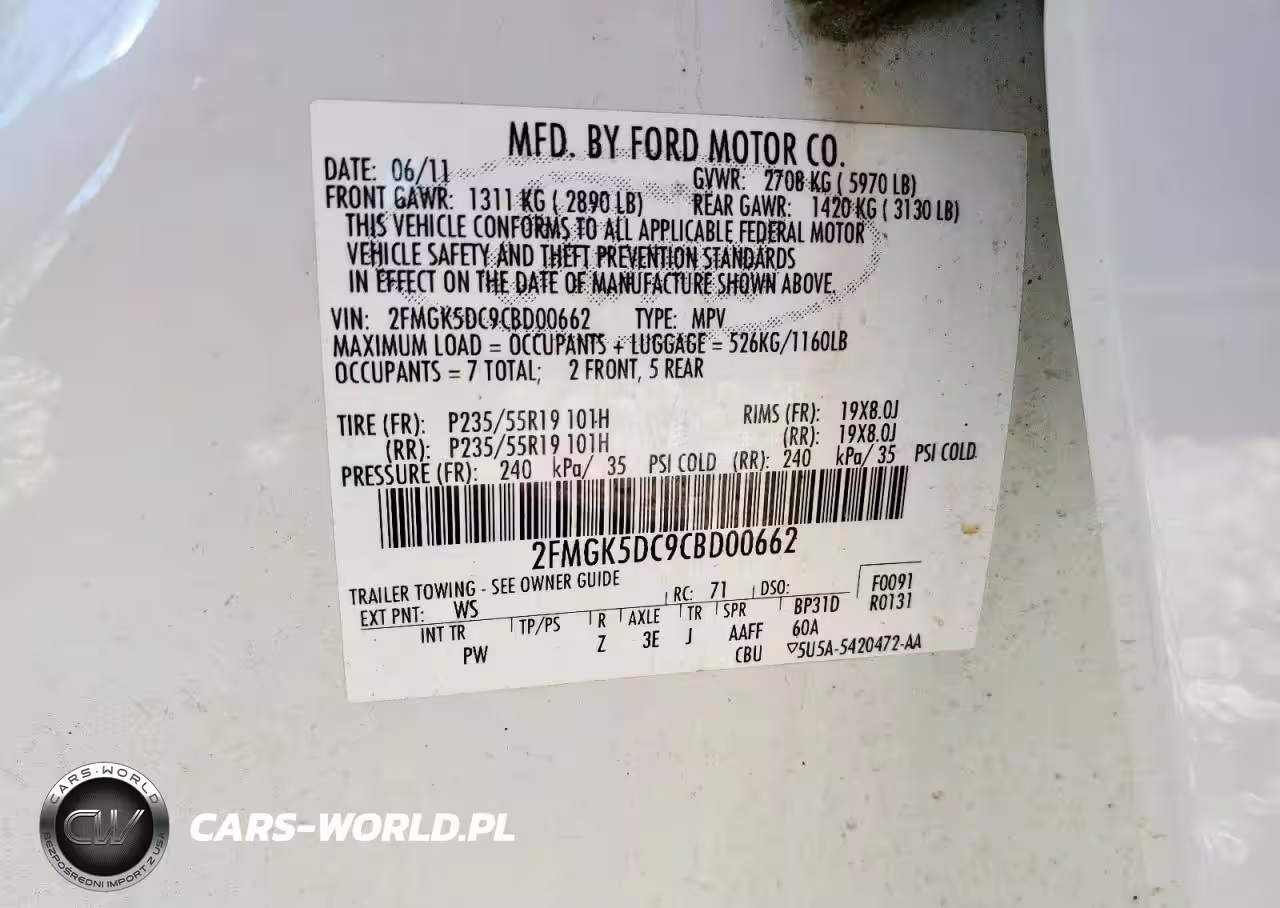 MFD. BY FORD MOTOR CO.
DATE: 06/11 GVWR: 2708 KG ( 5970 LB)
FRONT GAWR: 1311 KG ( 2890 LB) REAR GAWR: 1420 KG ( 3130 LB)
THIS VEHICLE CONFORMS TO ALL APPLICABLE FEDERAL MOTOR
VEHICLE SAFETY AND THEFT PREVENTION STANDARDS
IN EFFECT ON THE DATE OF MANUFACTURE SHOWN ABOVE.
VIN: 2FMGK5DC9CBD00662 TYPE: MPV
MAXIMUM LOAD = OCCUPANTS + LUGGAGE = 526KG/1160LB
OCCUPANTS = 7 TOTAL; 2 FRONT, 5 REAR
TIRE (FR): P235/55R19 101H RIMS (FR): 19X8.0J
(RR): P235/55R19 101H (RR): 19X8.0J
PRESSURE (FR): 240 kPa/ 35 PSI COLD (RR): 240 kPa/ 35 PSI COLD
2FMGK5DC9CBD00662
TRAILER TOWING - SEE OWNER GUIDE
EXT PNT: WS RC: 71 DSO: F0091
INT TR TP/PS R AXLE TR SPR BP31D R0131
PW Z 3E J AAFF 60A
CBU ▽5U5A-5420472-AA
CARS-WORLD
CW
BEZPOŚREDNI IMPORT Z USA
CARS-WORLD.PL